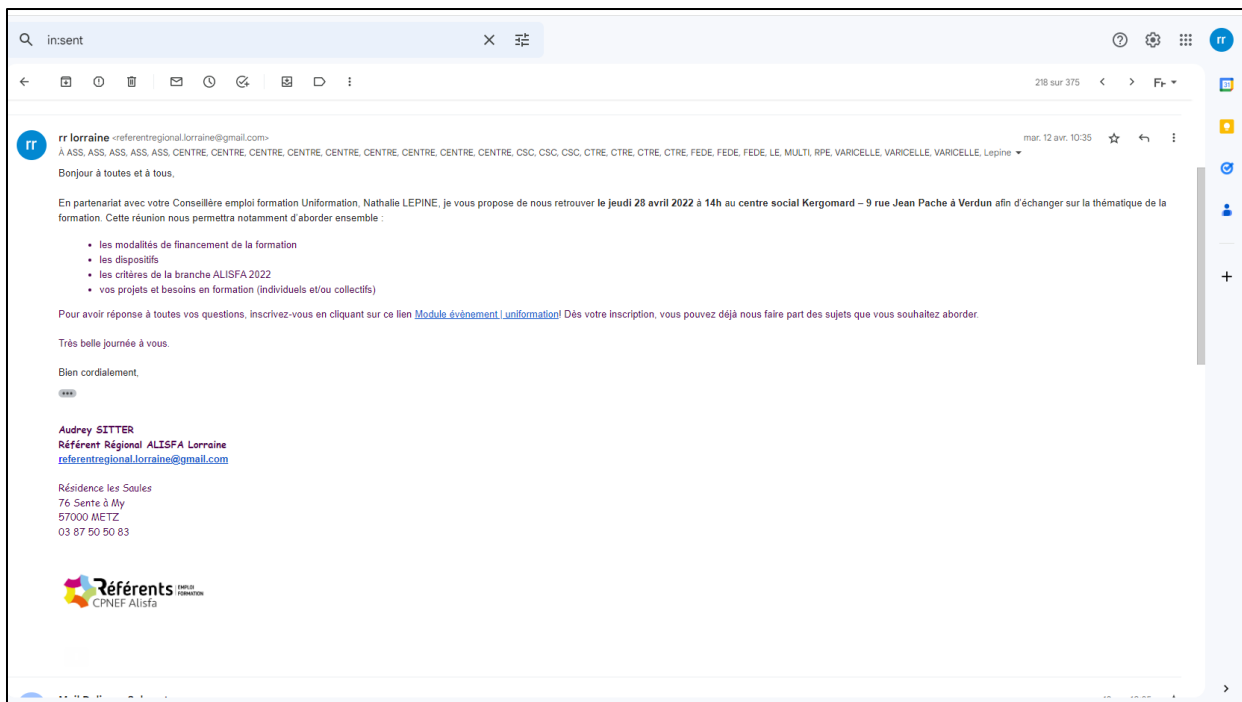 in:sent
rr
218 sur 375
Fr
31
rr
rr lorraine <referentregional.lorraine@gmail.com>
mar. 12 avr. 10:35
À ASS, ASS, ASS, ASS, ASS, CENTRE, CENTRE, CENTRE, CENTRE, CENTRE, CENTRE, CENTRE, CENTRE, CENTRE, CSC, CSC, CSC, CTRE, CTRE, CTRE, CTRE, FEDE, FEDE, FEDE, LE, MULTI, RPE, VARICELLE, VARICELLE, VARICELLE, Lepine
Bonjour à toutes et à tous,
En partenariat avec votre Conseillère emploi formation Uniformation, Nathalie LEPINE, je vous propose de nous retrouver le jeudi 28 avril 2022 à 14h au centre social Kergomard – 9 rue Jean Pache à Verdun afin d'échanger sur la thématique de la
formation. Cette réunion nous permettra notamment d'aborder ensemble :
• les modalités de financement de la formation
• les dispositifs
• les critères de la branche ALISFA 2022
• vos projets et besoins en formation (individuels et/ou collectifs)
Pour avoir réponse à toutes vos questions, inscrivez-vous en cliquant sur ce lien Module évènement | uniformation! Dès votre inscription, vous pouvez déjà nous faire part des sujets que vous souhaitez aborder.
Très belle journée à vous.
Bien cordialement,
Audrey SITTER
Référent Régional ALISFA Lorraine
referentregional.lorraine@gmail.com
Résidence les Saules
76 Sente à My
57000 METZ
03 87 50 50 83
Référents EMPLOI FORMATION
CPNEF Alisfa